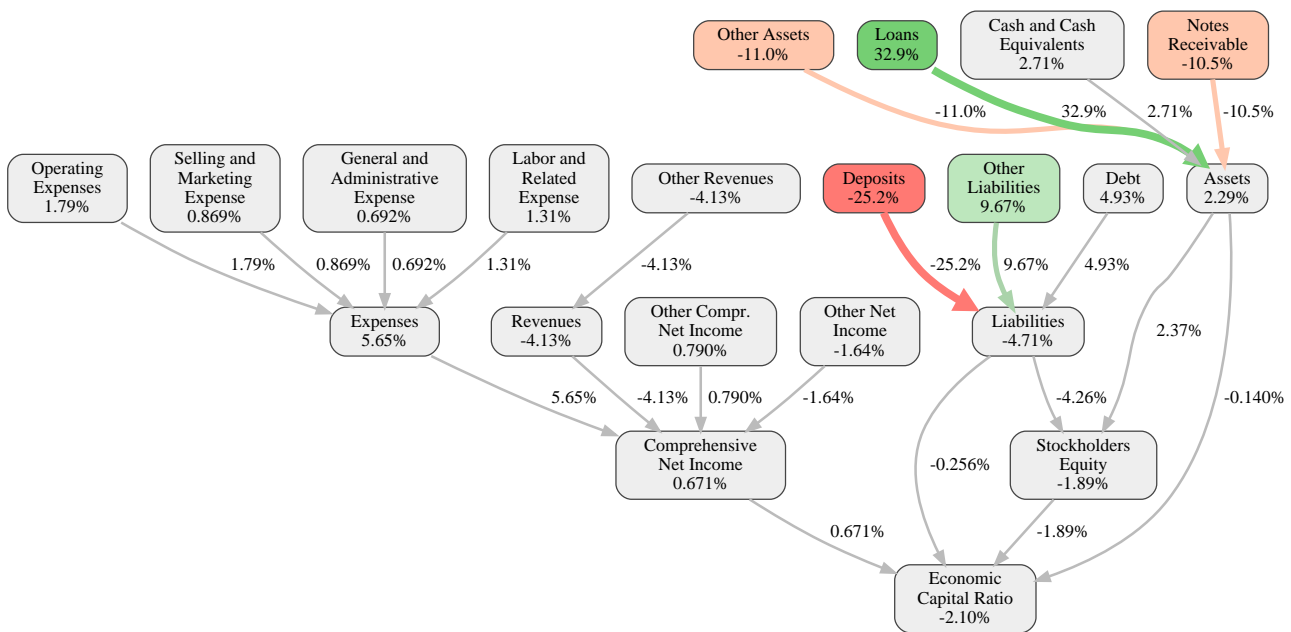 Other Assets
-11.0%
Loans
32.9%
Cash and Cash
Equivalents
2.71%
Notes
Receivable
-10.5%
-11.0%
32.9%
2.71%
-10.5%
Operating
Expenses
1.79%
Selling and
Marketing
Expense
0.869%
General and
Administrative
Expense
0.692%
Labor and
Related
Expense
1.31%
Other Revenues
-4.13%
Deposits
-25.2%
Other
Liabilities
9.67%
Debt
4.93%
Assets
2.29%
1.79%
0.869%
0.692%
1.31%
-4.13%
-25.2%
9.67%
4.93%
Expenses
5.65%
Revenues
-4.13%
Other Compr.
Net Income
0.790%
Other Net
Income
-1.64%
Liabilities
-4.71%
2.37%
5.65%
-4.13%
0.790%
-1.64%
-4.26%
-0.140%
Comprehensive
Net Income
0.671%
-0.256%
Stockholders
Equity
-1.89%
0.671%
-1.89%
Economic
Capital Ratio
-2.10%